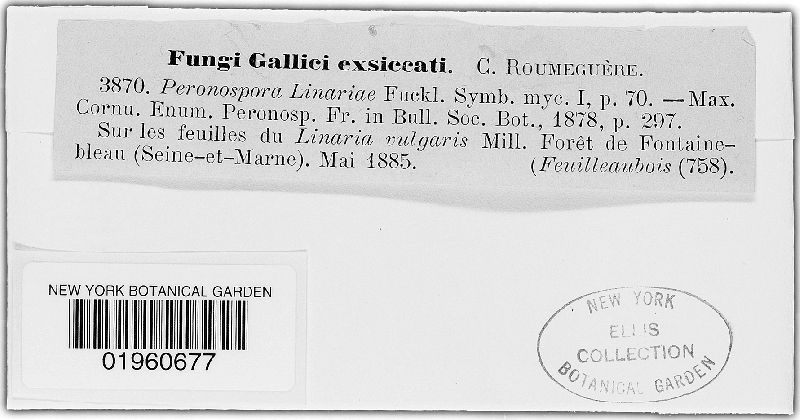 Fungi Gallici exsiccati. C. ROUMEGUÈRE.
3870. Peronospora Linariae Fuckl. Symb. myc. I, p. 70. — Max.
Cornu. Enum. Peronosp. Fr. in Bull. Soc. Bot., 1878, p. 297.
Sur les feuilles du Linaria vulgaris Mill. Forêt de Fontaine-
bleau (Seine-et-Marne). Mai 1885. (Feuilleaubois (758).
NEW YORK BOTANICAL GARDEN
01960677
NEW YORK
ELLIS
COLLECTION
BOTANICAL GARDEN